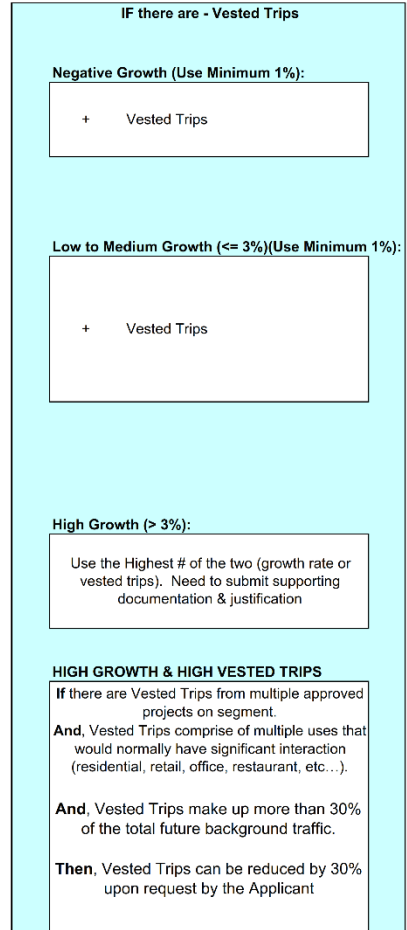 IF there are - Vested Trips
Negative Growth (Use Minimum 1%):
+ Vested Trips
Low to Medium Growth (<= 3%)(Use Minimum 1%):
+ Vested Trips
High Growth (> 3%):
Use the Highest # of the two (growth rate or
vested trips). Need to submit supporting
documentation & justification
HIGH GROWTH & HIGH VESTED TRIPS
If there are Vested Trips from multiple approved
projects on segment.
And, Vested Trips comprise of multiple uses that
would normally have significant interaction
(residential, retail, office, restaurant, etc...).
And, Vested Trips make up more than 30%
of the total future background traffic.
Then, Vested Trips can be reduced by 30%
upon request by the Applicant